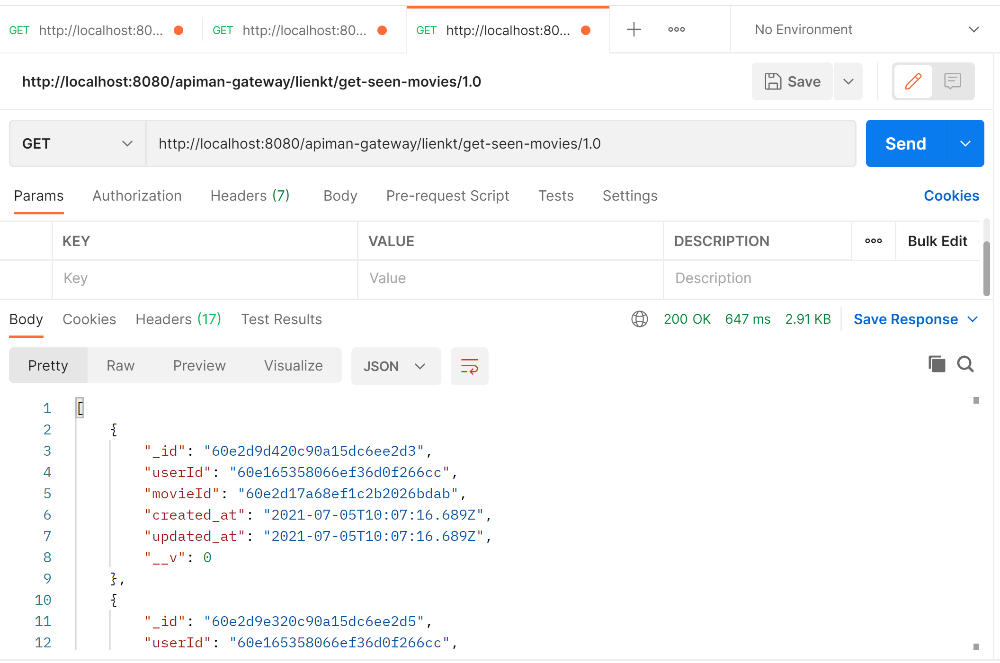 GET http://localhost:80... GET http://localhost:80... GET http://localhost:80... No Environment
http://localhost:8080/apiman-gateway/lienkt/get-seen-movies/1.0 Save
GET http://localhost:8080/apiman-gateway/lienkt/get-seen-movies/1.0 Send
Params Authorization Headers (7) Body Pre-request Script Tests Settings Cookies
KEY VALUE DESCRIPTION Bulk Edit
Key Value Description
Body Cookies Headers (17) Test Results 200 OK 647 ms 2.91 KB Save Response
Pretty Raw Preview Visualize JSON
1 [
2 {
3 "_id": "60e2d9d420c90a15dc6ee2d3",
4 "userId": "60e165358066ef36d0f266cc",
5 "movieId": "60e2d17a68ef1c2b2026bdab",
6 "created_at": "2021-07-05T10:07:16.689Z",
7 "updated_at": "2021-07-05T10:07:16.689Z",
8 "__v": 0
9 },
10 {
11 "_id": "60e2d9e320c90a15dc6ee2d5",
12 "userId": "60e165358066ef36d0f266cc",